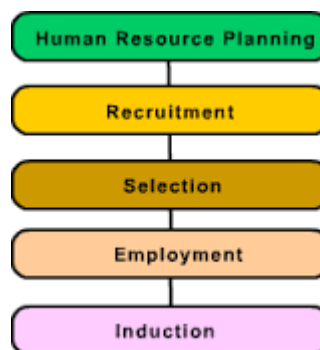 Human Resource Planning
Recruitment
Selection
Employment
Induction